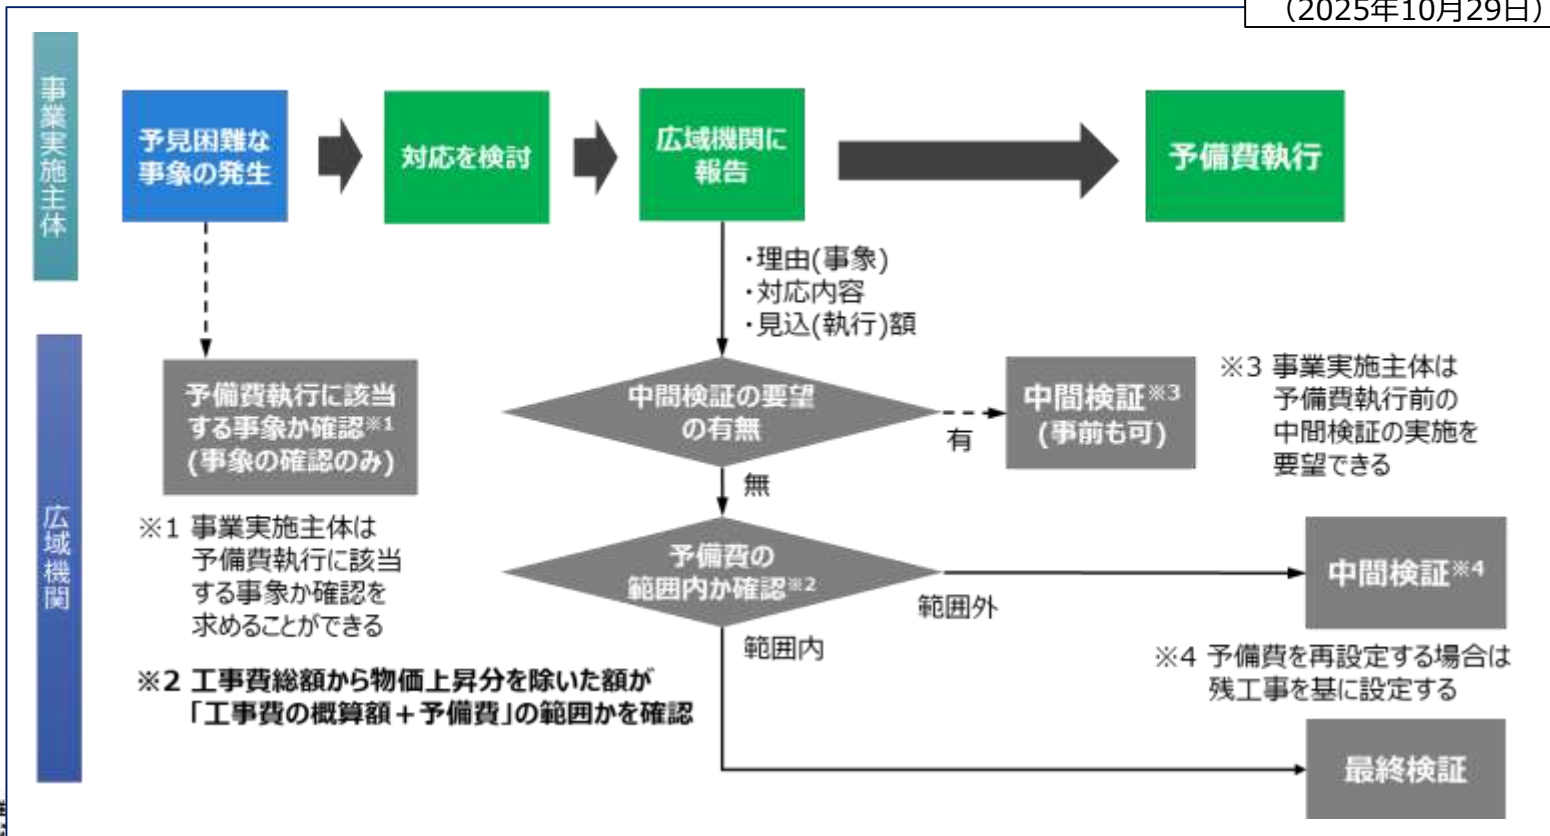 （2025年10月29日）
事業実施主体
予見困難な
事象の発生
対応を検討
広域機関に
報告
予備費執行
・理由(事象)
・対応内容
・見込(執行)額
広域機関
予備費執行に該当
する事象か確認※1
(事象の確認のみ)
中間検証の要望
の有無
有
中間検証※3
(事前も可)
※3 事業実施主体は
予備費執行前の
中間検証の実施を
要望できる
無
※1 事業実施主体は
予備費執行に該当
する事象か確認を
求めることができる
予備費の
範囲内か確認※2
範囲外
中間検証※4
範囲内
※4 予備費を再設定する場合は
残工事を基に設定する
※2 工事費総額から物価上昇分を除いた額が
「工事費の概算額＋予備費」の範囲かを確認
最終検証